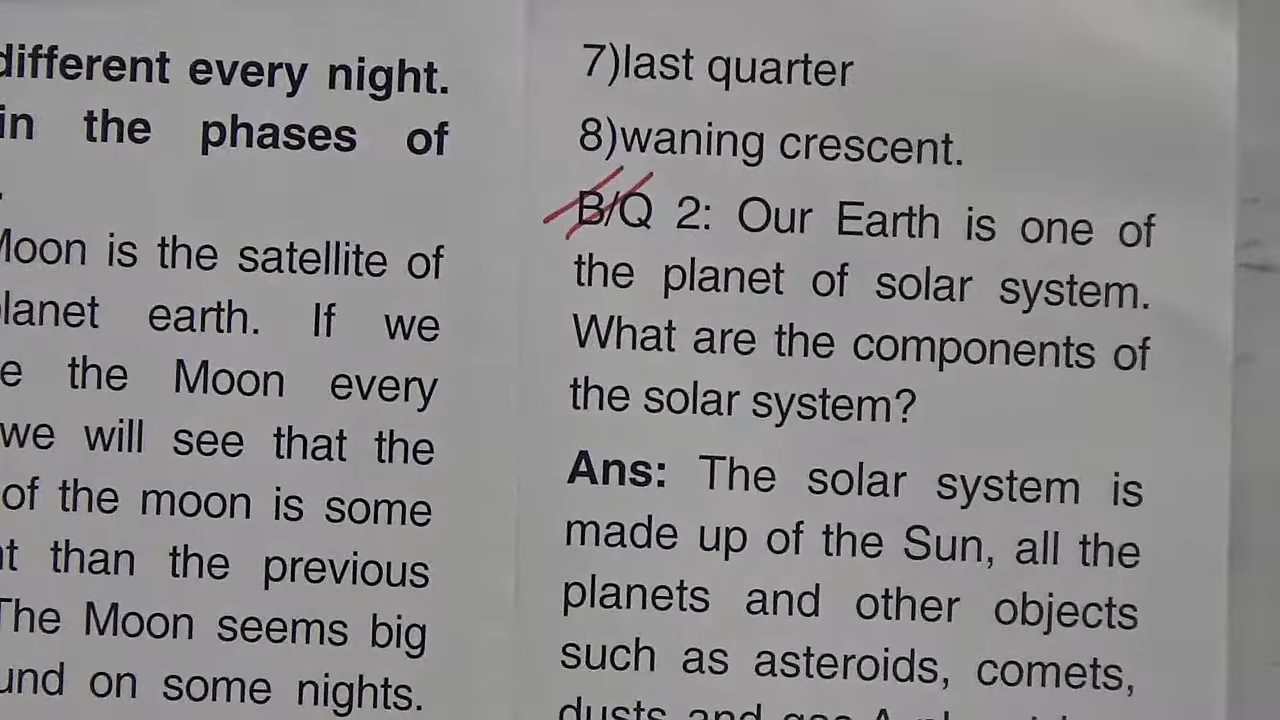 different every night.
in the phases of
Moon is the satellite of
planet earth. If we
the Moon every
we will see that the
of the moon is some
than the previous
The Moon seems big
on some nights.
7)last quarter
8)waning crescent.
B/Q 2: Our Earth is one of
the planet of solar system.
What are the components of
the solar system?
Ans: The solar system is
made up of the Sun, all the
planets and other objects
such as asteroids, comets,
dusts and gas